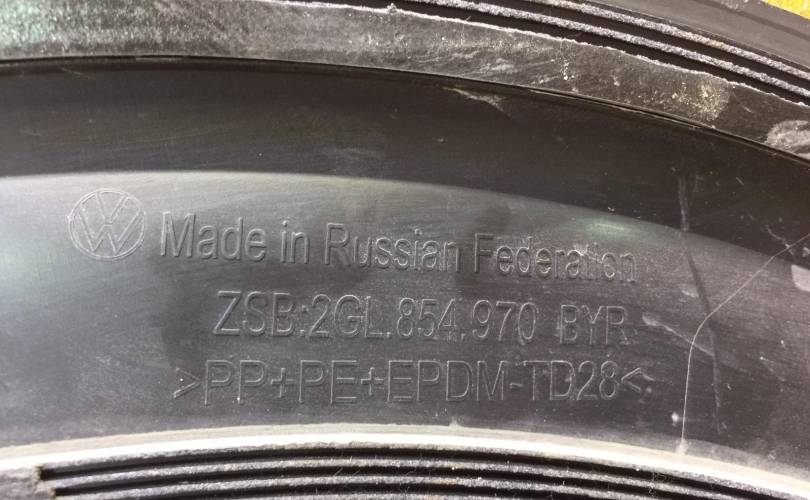 Made in Russian Federation
ZSB:2GL.854.970 BYR
>PP+PE+EPDM-TD28<